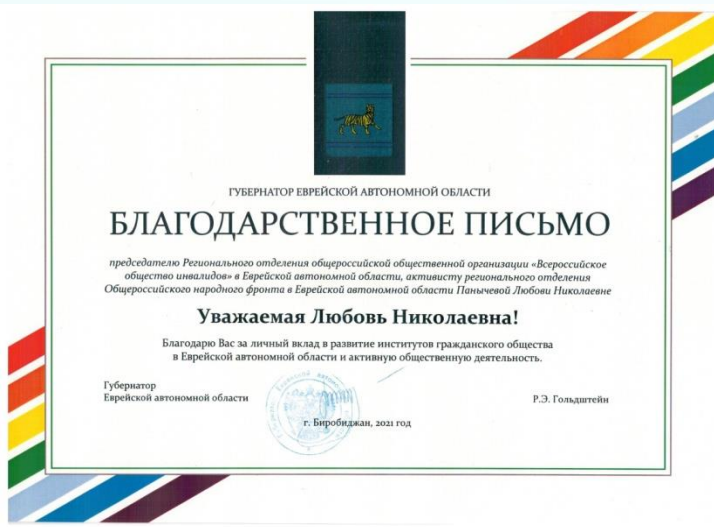 ГУБЕРНАТОР ЕВРЕЙСКОЙ АВТОНОМНОЙ ОБЛАСТИ
БЛАГОДАРСТВЕННОЕ ПИСЬМО
председателю Регионального отделения общероссийской общественной организации «Всероссийское
общество инвалидов» в Еврейской автономной области, активисту регионального отделения
Общероссийского народного фронта в Еврейской автономной области Панычевой Любови Николаевне
Уважаемая Любовь Николаевна!
Благодарю Вас за личный вклад в развитие институтов гражданского общества
в Еврейской автономной области и активную общественную деятельность.
Губернатор
Еврейской автономной области
Р.Э. Гольдштейн
г. Биробиджан, 2021 год